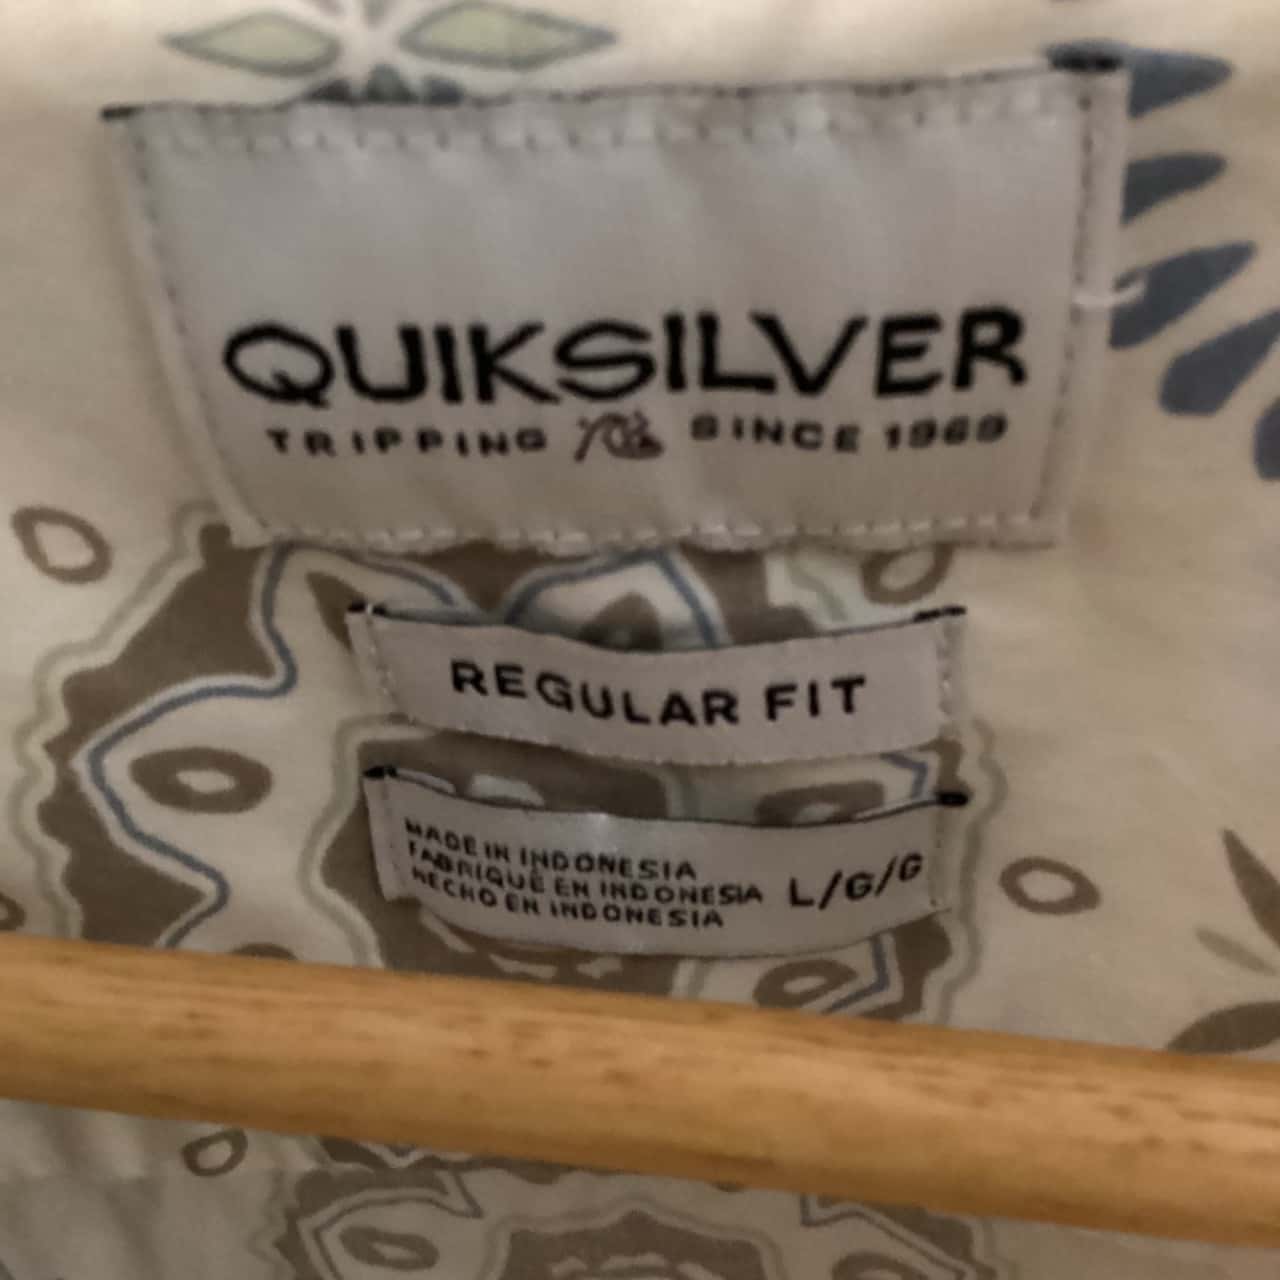 QUIKSILVER
TRIPPING SINCE 1969
REGULAR FIT
MADE IN INDONESIA
FABRIQUÉ EN INDONESIA
HECHO EN INDONESIA
L/G/G